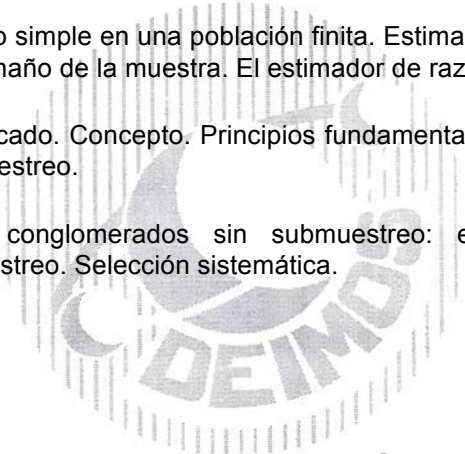 o simple en una población finita. Estima
maño de la muestra. El estimador de raz
cado. Concepto. Principios fundamenta
estreo.
conglomerados sin submuestreo: e
streo. Selección sistemática.
DEIMOS